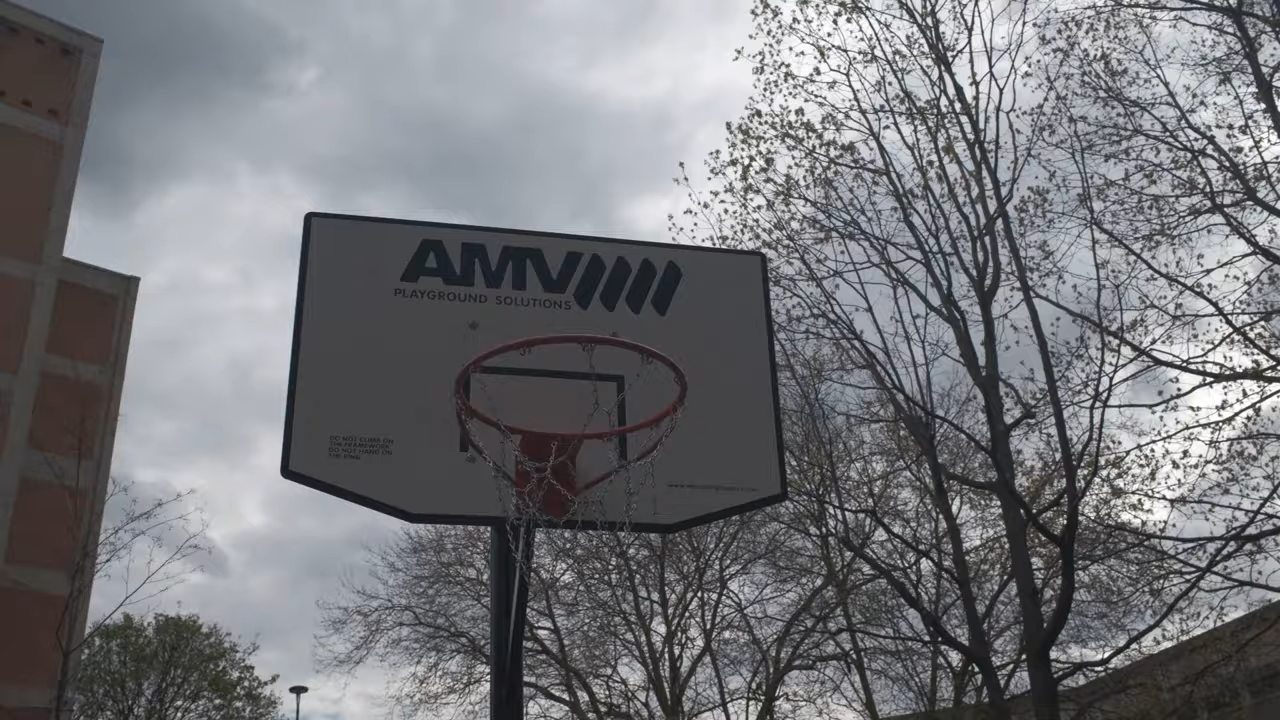 AMV
PLAYGROUND SOLUTIONS
DO NOT CLIMB ON
THE FRAMEWORK
DO NOT HANG ON
THE RING